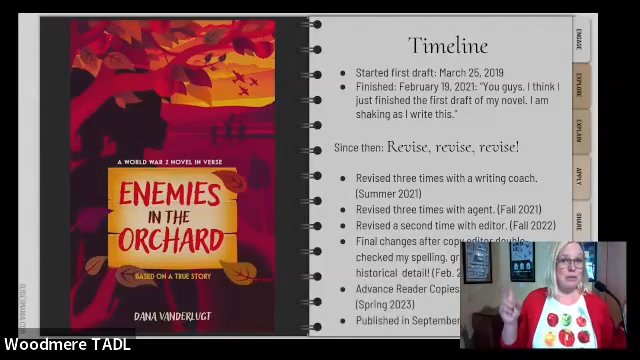 A WORLD WAR 2 NOVEL IN VERSE
ENEMIES
IN THE
ORCHARD
BASED ON A TRUE STORY
DANA VANDERLUGT
Timeline
● Started first draft: March 25, 2019
● Finished: February 19, 2021: "You guys. I think I
just finished the first draft of my novel. I am
shaking as I write this."
Since then: Revise, revise, revise!
● Revised three times with a writing coach.
(Summer 2021)
● Revised three times with agent. (Fall 2021)
● Revised a second time with editor. (Fall 2022)
● Final changes after copy editor double-
checked my spelling,
historical detail! (Feb.
● Advance Reader Copies
(Spring 2023)
● Published in September
ENGAGE
EXPLORE
EXPLAIN
APPLY
SHARE
Woodmere TADL